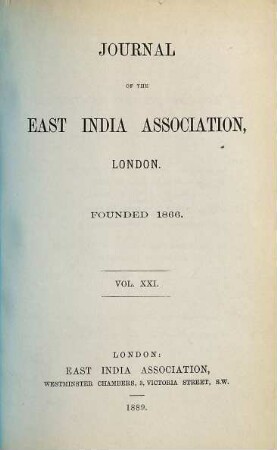 JOURNAL
OF THE
EAST INDIA ASSOCIATION,
LONDON.
FOUNDED 1866.
VOL. XXI.
LONDON:
EAST INDIA ASSOCIATION,
WESTMINSTER CHAMBERS, 3, VICTORIA STREET, S.W.
1889.